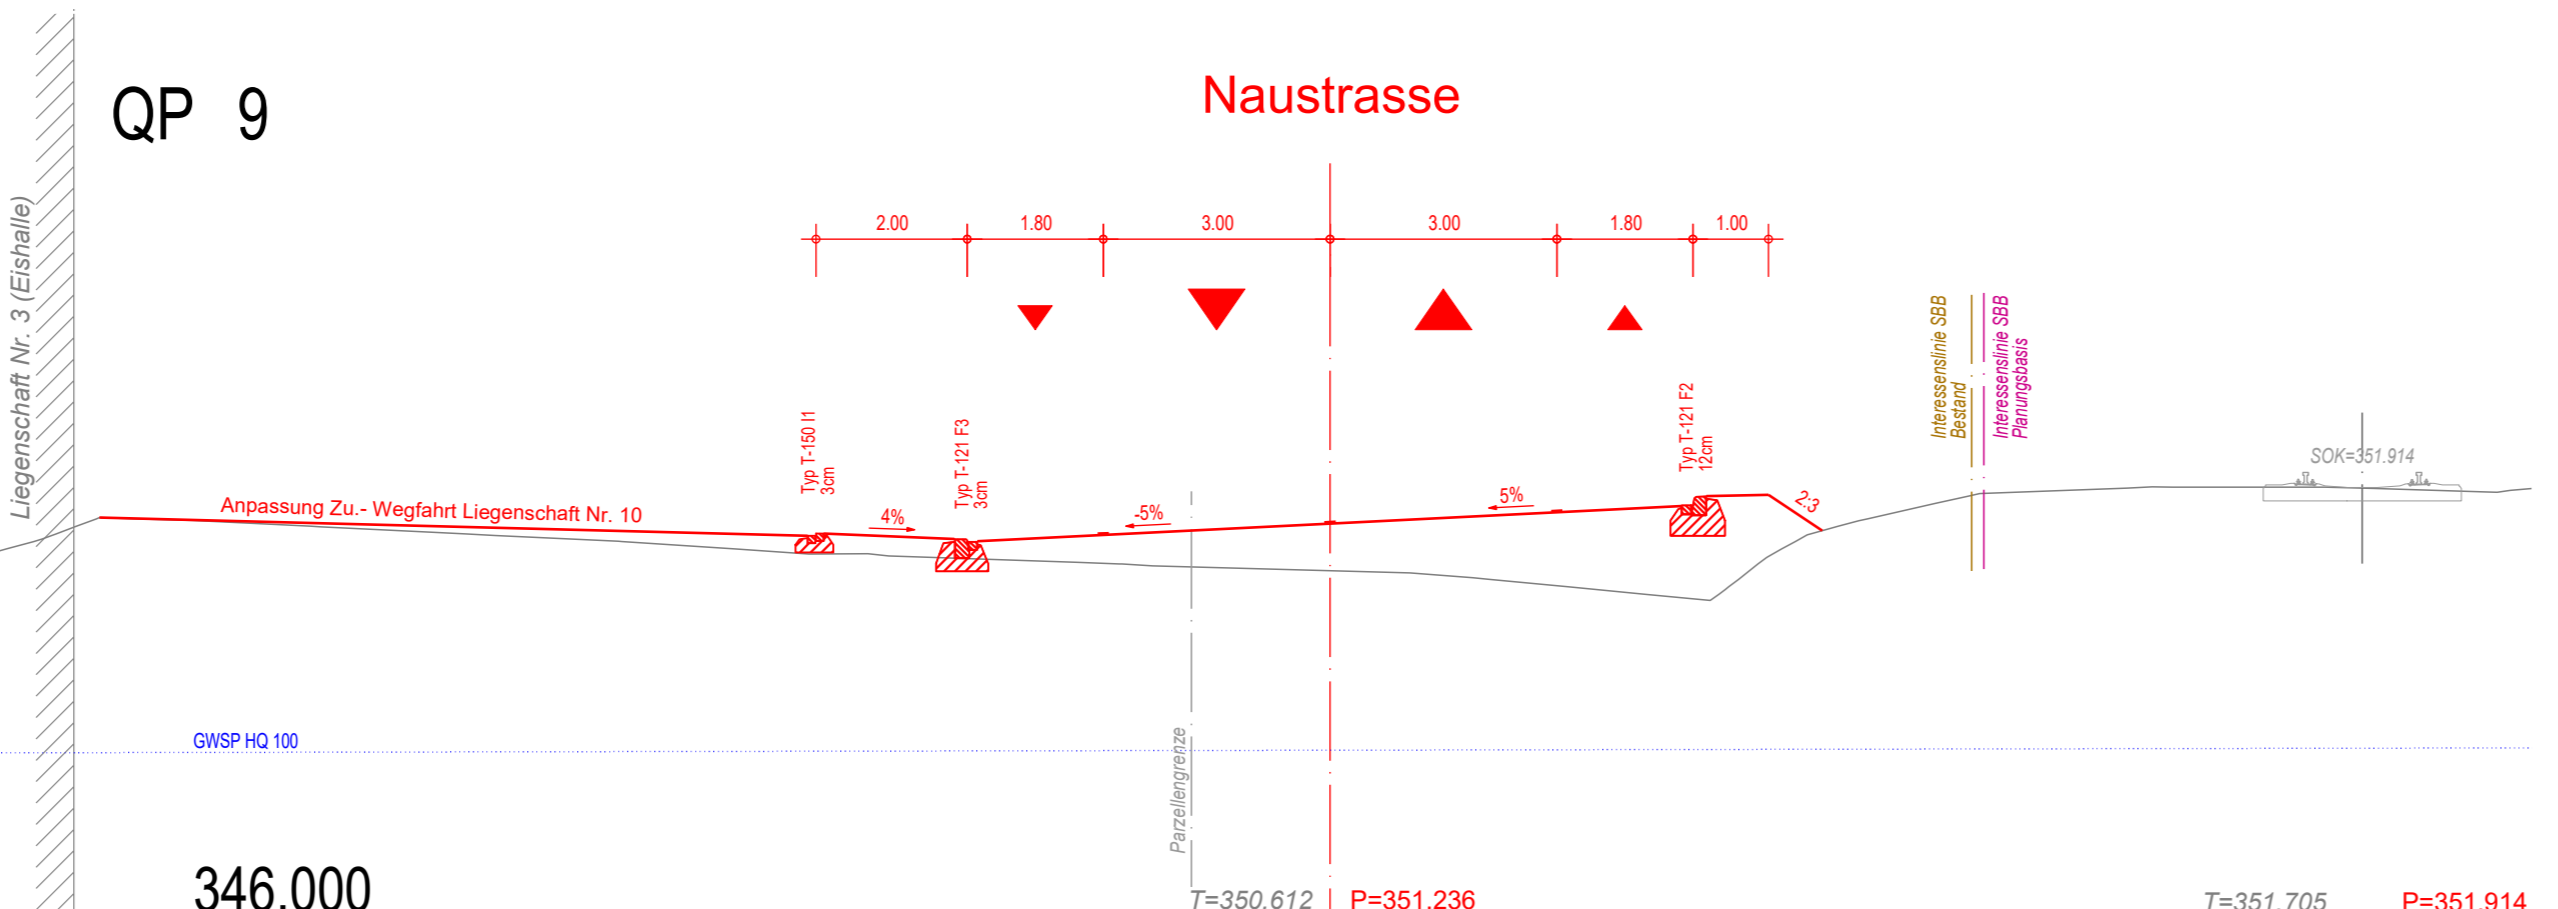 QP 9
Naustrasse
Liegenschaft Nr. 3 (Eishalle)
2.00 1.80 3.00 3.00 1.80 1.00
Interessenslinie SBB
Bestand
Interessenslinie SBB
Planungsbasis
Typ T-150 I1
3cm
Typ T-121 F3
3cm
Typ T-121 F2
12cm
SOK=351.914
Anpassung Zu.- Wegfahrt Liegenschaft Nr. 10
4%
-5%
5%
2:3
GWSP HQ 100
Parzellengrenze
346.000
T=350.612 P=351.236
T=351.705 P=351.914